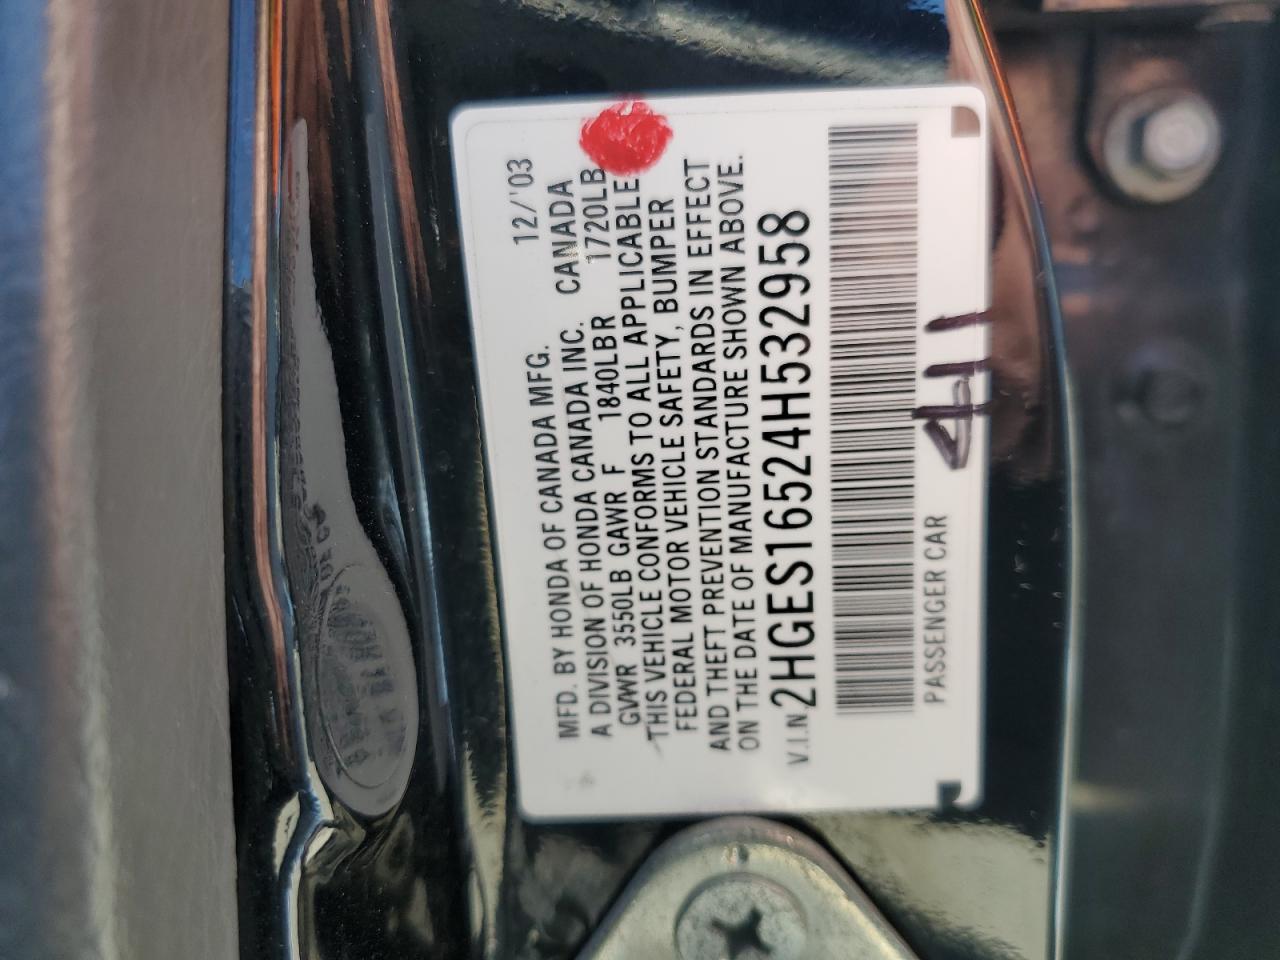 MFD. BY HONDA OF CANADA MFG. 12/'03
A DIVISION OF HONDA CANADA INC. CANADA
GVWR 3550LB GAWR F 1840LBR 1720LB
THIS VEHICLE CONFORMS TO ALL APPLICABLE
FEDERAL MOTOR VEHICLE SAFETY, BUMPER
AND THEFT PREVENTION STANDARDS IN EFFECT
ON THE DATE OF MANUFACTURE SHOWN ABOVE.
V.I.N 2HGES16524H532958
PASSENGER CAR 411